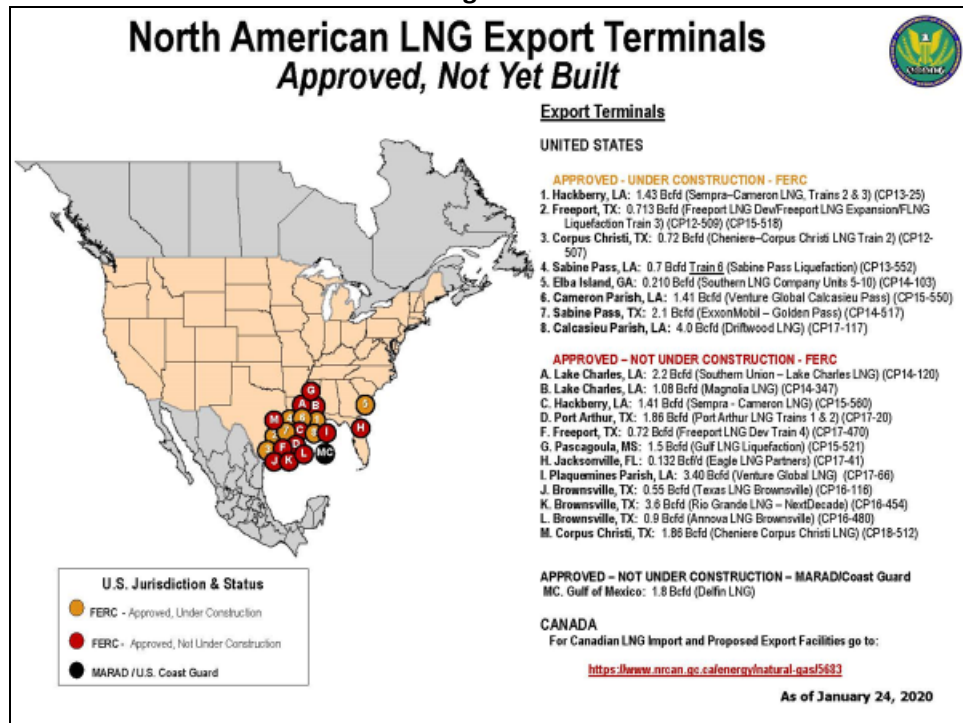 North American LNG Export Terminals
Approved, Not Yet Built
Export Terminals
UNITED STATES
APPROVED - UNDER CONSTRUCTION - FERC
1. Hackberry, LA: 1.43 Bcfd (Sempra–Cameron LNG, Trains 2 & 3) (CP13-25)
2. Freeport, TX: 0.713 Bcfd (Freeport LNG Dev/Freeport LNG Expansion/FLNG
Liquefaction Train 3) (CP12-509) (CP15-518)
3. Corpus Christi, TX: 0.72 Bcfd (Cheniere–Corpus Christi LNG Train 2) (CP12-
507)
4. Sabine Pass, LA: 0.7 Bcfd Train 6 (Sabine Pass Liquefaction) (CP13-552)
5. Elba Island, GA: 0.210 Bcfd (Southern LNG Company Units 5-10) (CP14-103)
6. Cameron Parish, LA: 1.41 Bcfd (Venture Global Calcasieu Pass) (CP15-550)
7. Sabine Pass, TX: 2.1 Bcfd (ExxonMobil – Golden Pass) (CP14-517)
8. Calcasieu Parish, LA: 4.0 Bcfd (Driftwood LNG) (CP17-117)
APPROVED – NOT UNDER CONSTRUCTION - FERC
A. Lake Charles, LA: 2.2 Bcfd (Southern Union – Lake Charles LNG) (CP14-120)
B. Lake Charles, LA: 1.08 Bcfd (Magnolia LNG) (CP14-347)
C. Hackberry, LA: 1.41 Bcfd (Sempra - Cameron LNG) (CP15-560)
D. Port Arthur, TX: 1.86 Bcfd (Port Arthur LNG Trains 1 & 2) (CP17-20)
F. Freeport, TX: 0.72 Bcfd (Freeport LNG Dev Train 4) (CP17-470)
G. Pascagoula, MS: 1.5 Bcfd (Gulf LNG Liquefaction) (CP15-521)
H. Jacksonville, FL: 0.132 Bcf/d (Eagle LNG Partners) (CP17-41)
I. Plaquemines Parish, LA: 3.40 Bcfd (Venture Global LNG) (CP17-66)
J. Brownsville, TX: 0.55 Bcfd (Texas LNG Brownsville) (CP16-116)
K. Brownsville, TX: 3.6 Bcfd (Rio Grande LNG – NextDecade) (CP16-454)
L. Brownsville, TX: 0.9 Bcfd (Annova LNG Brownsville) (CP16-480)
M. Corpus Christi, TX: 1.86 Bcfd (Cheniere Corpus Christi LNG) (CP18-512)
APPROVED – NOT UNDER CONSTRUCTION – MARAD/Coast Guard
MC. Gulf of Mexico: 1.8 Bcfd (Delfin LNG)
CANADA
For Canadian LNG Import and Proposed Export Facilities go to:
https://www.nrcan.gc.ca/energy/natural-gas/5683
As of January 24, 2020
G
A B
5
M 4 6
H
7 C I
F D
L MC
J K
U.S. Jurisdiction & Status
FERC - Approved, Under Construction
FERC - Approved, Not Under Construction
MARAD / U.S. Coast Guard